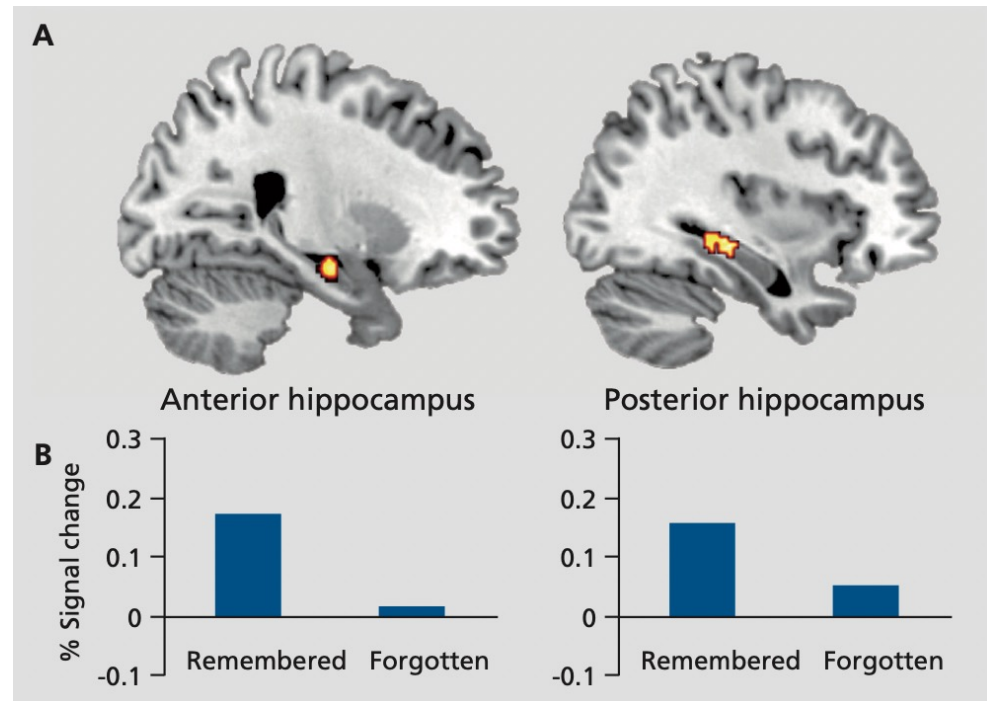 A
Anterior hippocampus
Posterior hippocampus
B
% Signal change
0.3
0.2
0.1
0
-0.1
Remembered
Forgotten
0.3
0.2
0.1
0
-0.1
Remembered
Forgotten